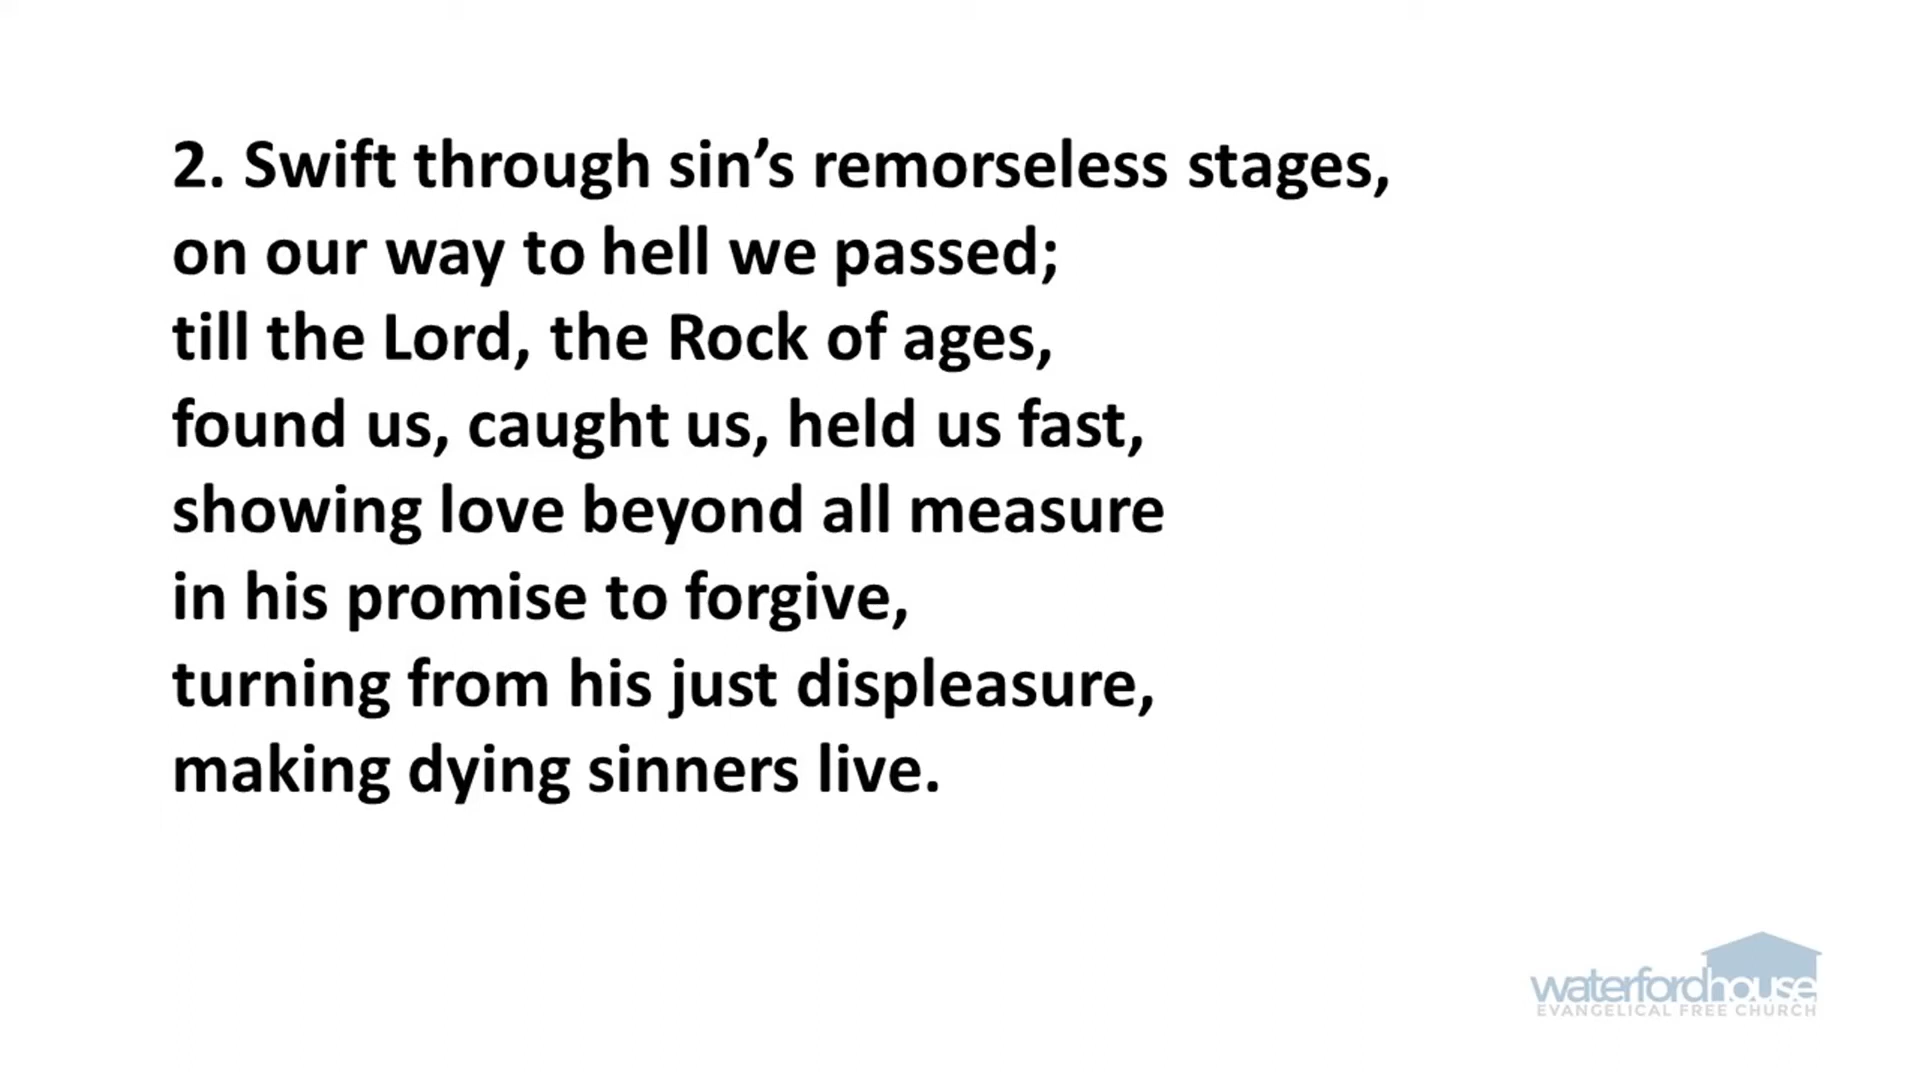 2. Swift through sin’s remorseless stages,
on our way to hell we passed;
till the Lord, the Rock of ages,
found us, caught us, held us fast,
showing love beyond all measure
in his promise to forgive,
turning from his just displeasure,
making dying sinners live.
waterfordhouse
EVANGELICAL FREE CHURCH